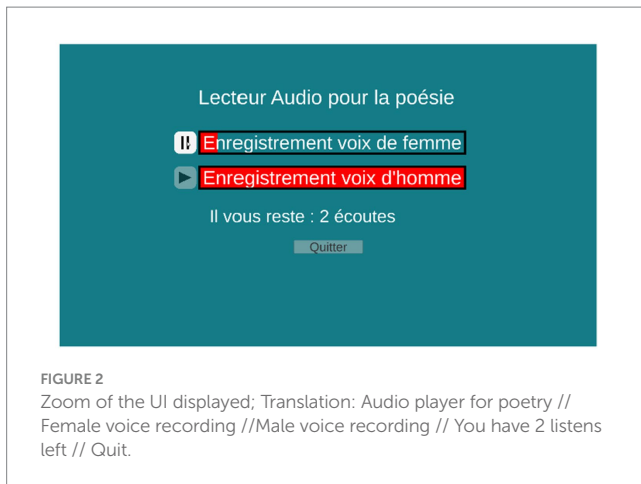 Lecteur Audio pour la poésie
Enregistrement voix de femme
Enregistrement voix d'homme
Il vous reste : 2 écoutes
Quitter
FIGURE 2
Zoom of the UI displayed; Translation: Audio player for poetry //
Female voice recording //Male voice recording // You have 2 listens
left // Quit.